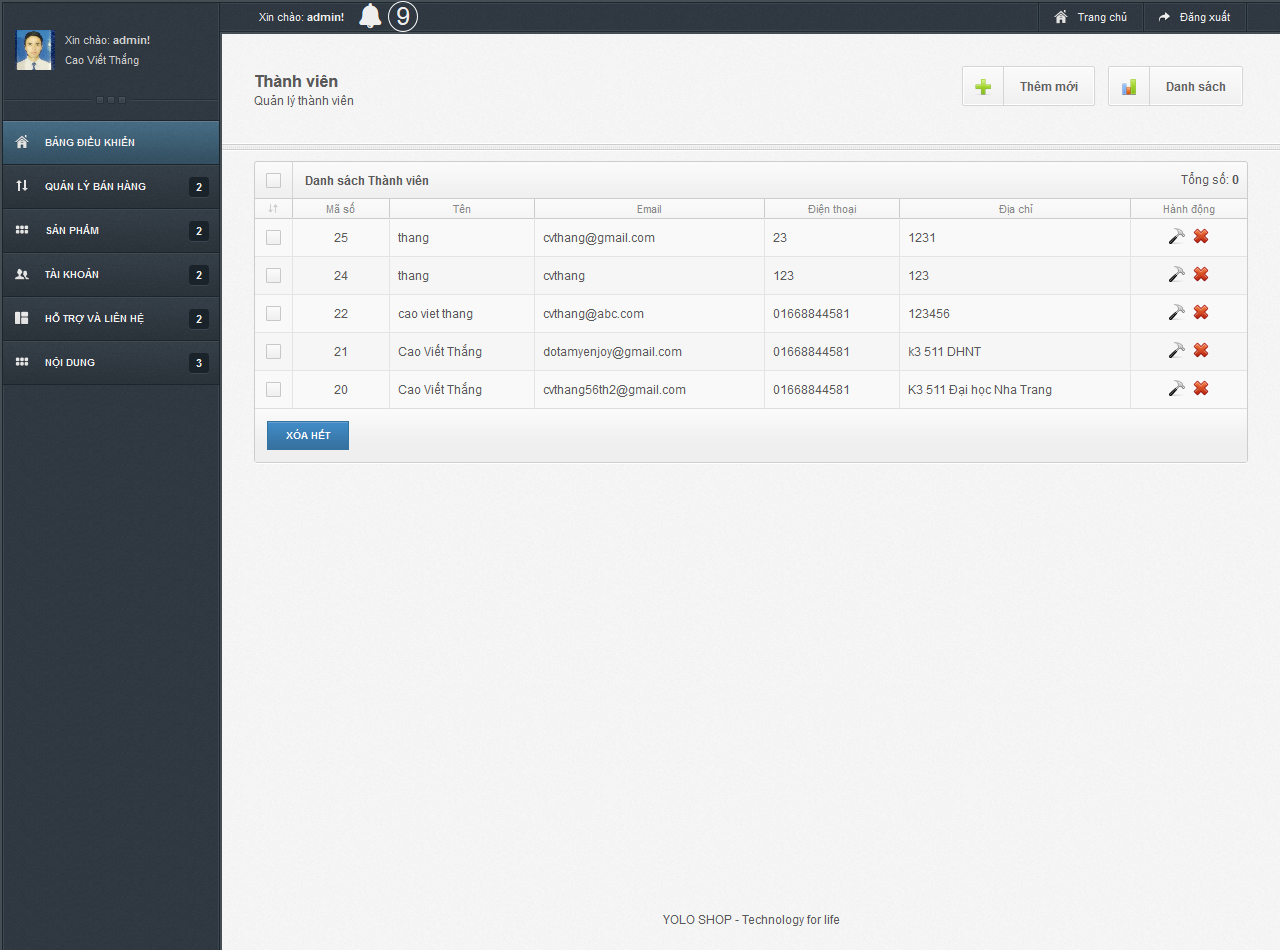 Xin chào: admin!
Cao Viết Thắng
Xin chào: admin! 9
Trang chủ
Đăng xuất
BẢNG ĐIỀU KHIỂN
QUẢN LÝ BÁN HÀNG 2
SẢN PHẨM 2
TÀI KHOẢN 2
HỖ TRỢ VÀ LIÊN HỆ 2
NỘI DUNG 3
Thành viên
Quản lý thành viên
Thêm mới
Danh sách
Danh sách Thành viên Tổng số: 0
Mã số Tên Email Điện thoại Địa chỉ Hành động
25 thang cvthang@gmail.com 23 1231
24 thang cvthang 123 123
22 cao viet thang cvthang@abc.com 01668844581 123456
21 Cao Viết Thắng dotamyenjoy@gmail.com 01668844581 k3 511 DHNT
20 Cao Viết Thắng cvthang56th2@gmail.com 01668844581 K3 511 Đại học Nha Trang
XÓA HẾT
YOLO SHOP - Technology for life